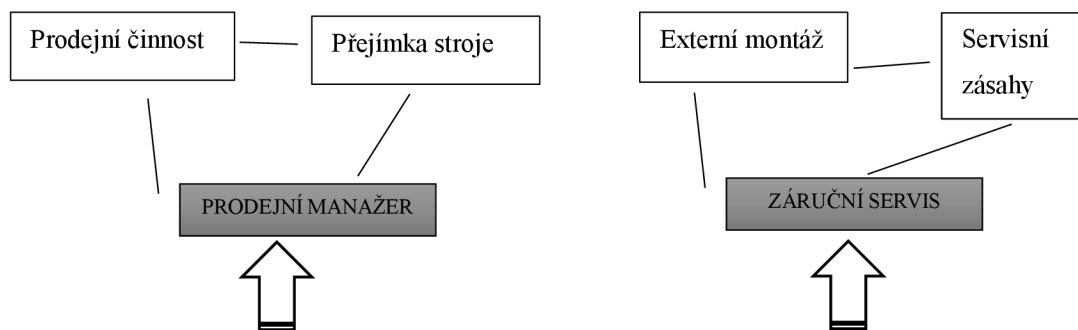 Prodejní činnost
Přejímka stroje
PRODEJNÍ MANAŽER
Externí montáž
Servisní
zásahy
ZÁRUČNÍ SERVIS